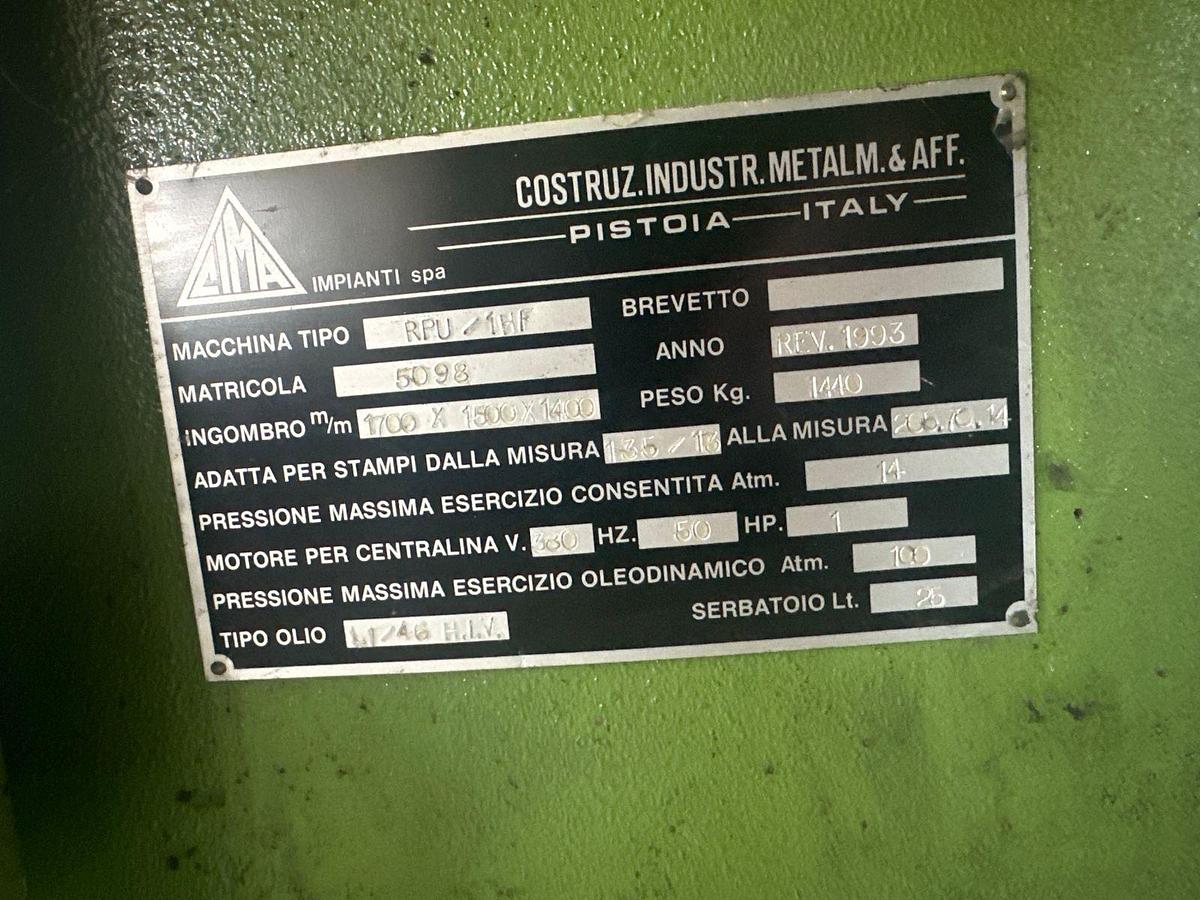 COSTRUZ. INDUSTR. METALM. & AFF.
PISTOIA — ITALY
CIMA IMPIANTI spa
MACCHINA TIPO RPU/1HF BREVETTO
MATRICOLA 5098 ANNO REV. 1993
INGOMBRO m/m 1700 X 1500 X 1400 PESO Kg. 1440
ADATTA PER STAMPI DALLA MISURA 135/13 ALLA MISURA 205.70.14
PRESSIONE MASSIMA ESERCIZIO CONSENTITA Atm. 14
MOTORE PER CENTRALINA V. 380 HZ. 50 HP. 1
PRESSIONE MASSIMA ESERCIZIO OLEODINAMICO Atm. 100
TIPO OLIO H.I.V. SERBATOIO Lt. 25